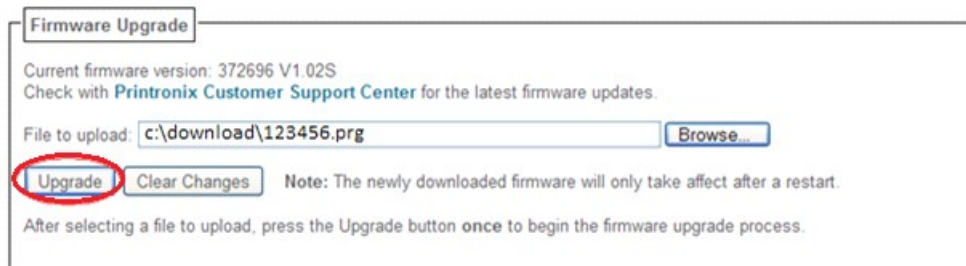 Firmware Upgrade
Current firmware version: 372696 V1.02S
Check with Printronix Customer Support Center for the latest firmware updates.
File to upload: c:\download\123456.prg Browse...
Upgrade Clear Changes Note: The newly downloaded firmware will only take affect after a restart.
After selecting a file to upload, press the Upgrade button once to begin the firmware upgrade process.